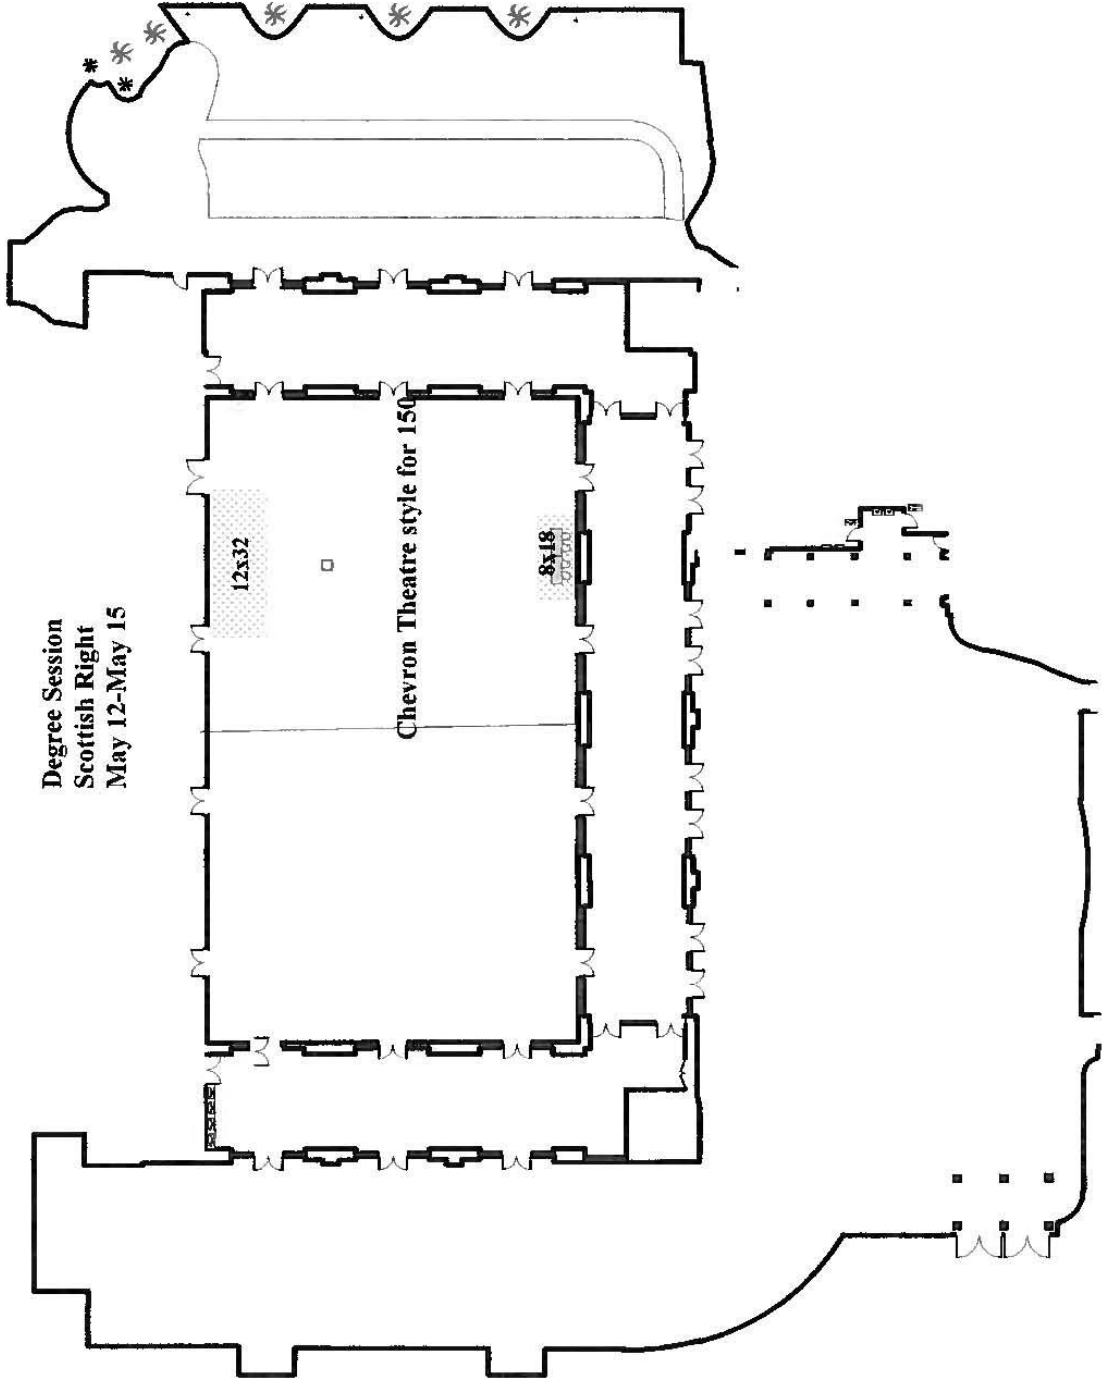 Degree Session
Scottish Right
May 12-May 15
12x32
Chevron Theatre style for 150
8x18